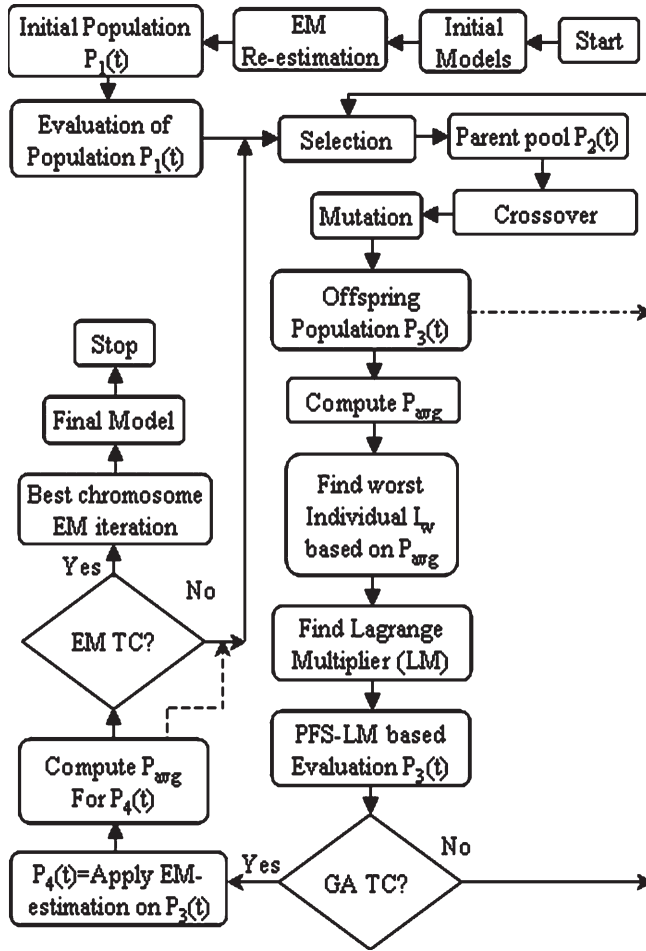 Start
Initial
Models
EM
Re-estimation
Initial Population
P1(t)
Evaluation of
Population P1(t)
Selection
Parent pool P2(t)
Crossover
Mutation
Offspring
Population P3(t)
Compute Pavg
Find worst
Individual Iw
based on Pavg
Find Lagrange
Multiplier (LM)
PFS-LM based
Evaluation P3(t)
GA TC?
No
Yes
P4(t)=Apply EM-
estimation on P3(t)
Compute Pavg
For P4(t)
EM TC?
No
Yes
Best chromosome
EM iteration
Final Model
Stop